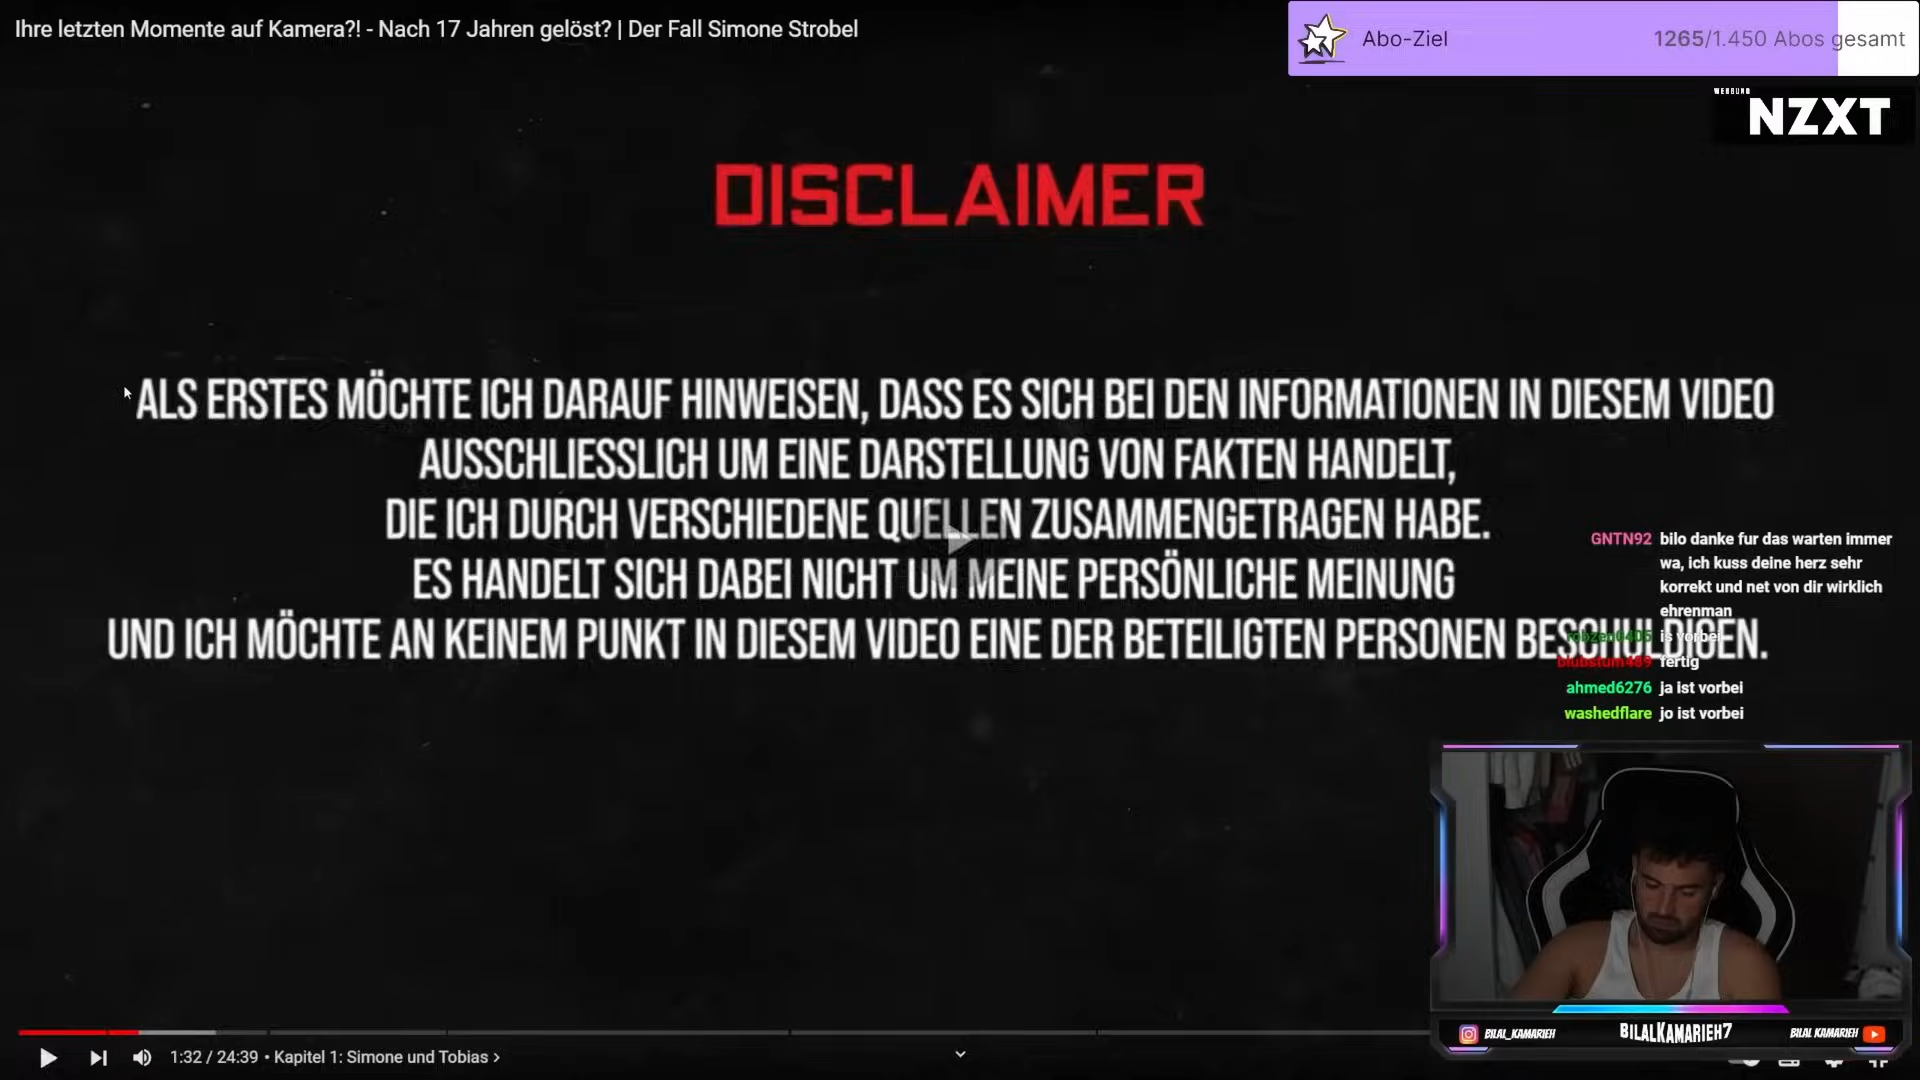 Ihre letzten Momente auf Kamera?! - Nach 17 Jahren gelöst? | Der Fall Simone Strobel
Abo-Ziel
1265/1.450 Abos gesamt
WERBUNG
NZXT
DISCLAIMER
ALS ERSTES MÖCHTE ICH DARAUF HINWEISEN, DASS ES SICH BEI DEN INFORMATIONEN IN DIESEM VIDEO
AUSSCHLIESSLICH UM EINE DARSTELLUNG VON FAKTEN HANDELT,
DIE ICH DURCH VERSCHIEDENE QUELLEN ZUSAMMENGETRAGEN HABE.
ES HANDELT SICH DABEI NICHT UM MEINE PERSÖNLICHE MEINUNG
UND ICH MÖCHTE AN KEINEM PUNKT IN DIESEM VIDEO EINE DER BETEILIGTEN PERSONEN BESCHULDIGEN.
GNTN92 bilo danke fur das warten immer
wa, ich kuss deine herz sehr
korrekt und net von dir wirklich
ehrenman
is vorbei
blubstum489 fertig
ahmed6276 ja ist vorbei
washedflare jo ist vorbei
BILAL_KAMARIEH
BILALKAMARIEH7
BILAL KAMARIEH
1:32 / 24:39 • Kapitel 1: Simone und Tobias ›